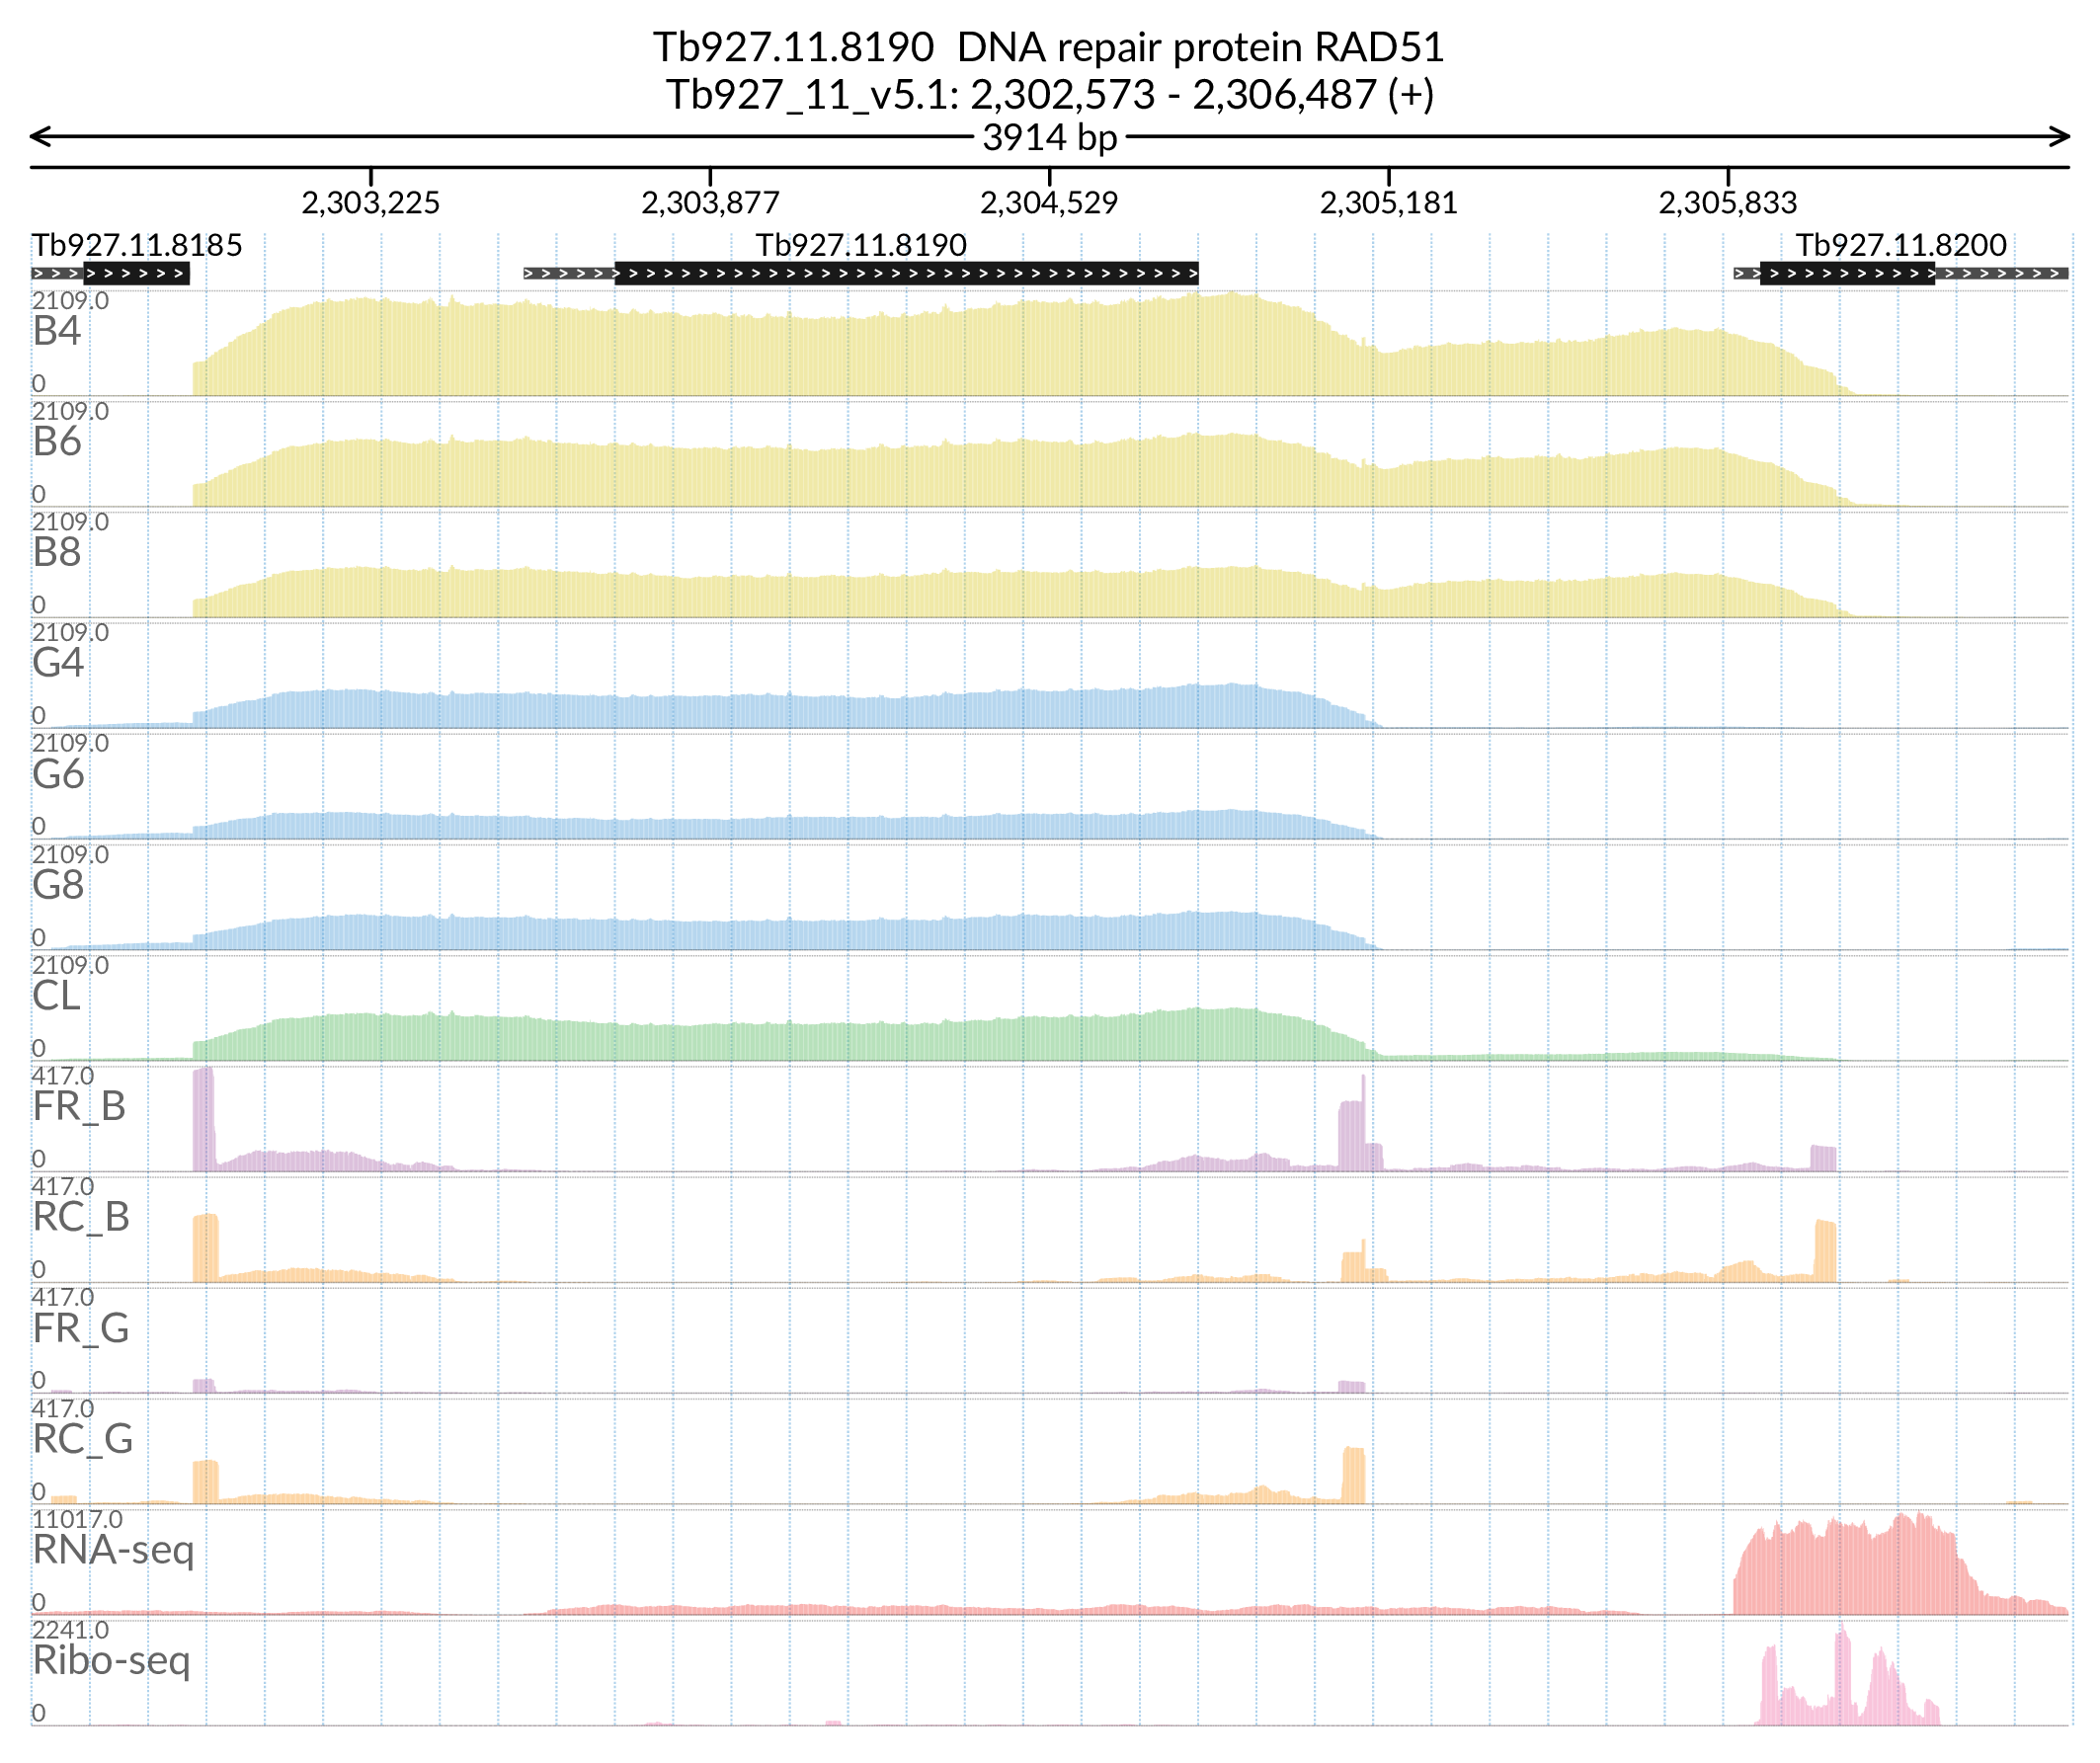 Tb927.11.8190 DNA repair protein RAD51
Tb927_11_v5.1: 2,302,573 - 2,306,487 (+)
3914 bp
2,303,225 2,303,877 2,304,529 2,305,181 2,305,833
Tb927.11.8185 Tb927.11.8190 Tb927.11.8200
2109.0
B4
0
2109.0
B6
0
2109.0
B8
0
2109.0
G4
0
2109.0
G6
0
2109.0
G8
0
2109.0
CL
0
417.0
FR_B
0
417.0
RC_B
0
417.0
FR_G
0
417.0
RC_G
0
11017.0
RNA-seq
0
2241.0
Ribo-seq
0